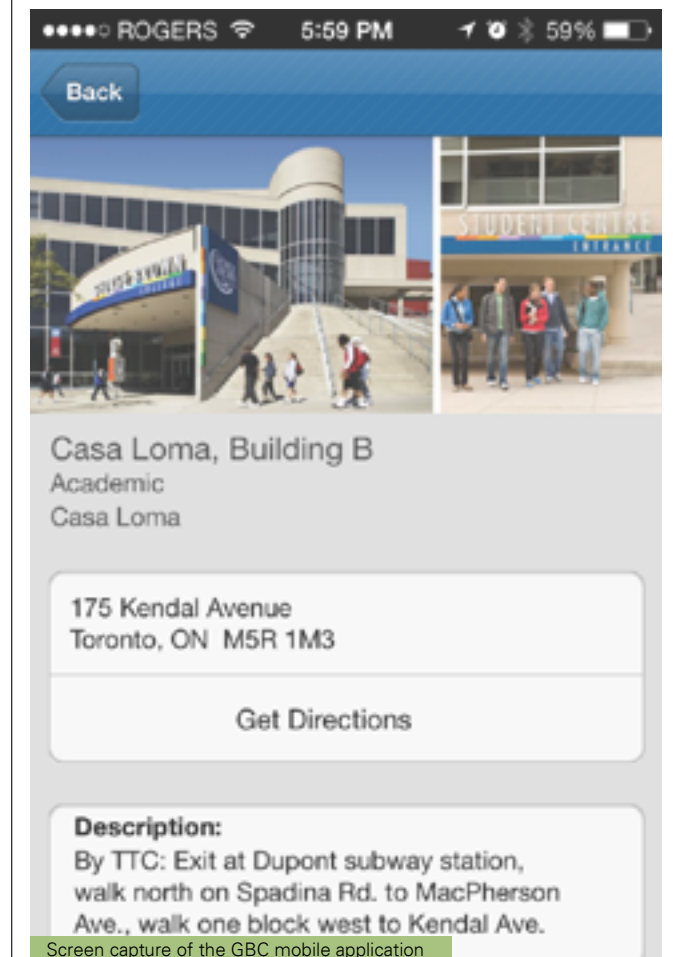 ROGERS 5:59 PM 59%
Back
STUDENT CENTRE
ENTRANCE
COLLEGE
Casa Loma, Building B
Academic
Casa Loma
175 Kendal Avenue
Toronto, ON M5R 1M3
Get Directions
Description:
By TTC: Exit at Dupont subway station,
walk north on Spadina Rd. to MacPherson
Ave., walk one block west to Kendal Ave.
Screen capture of the GBC mobile application